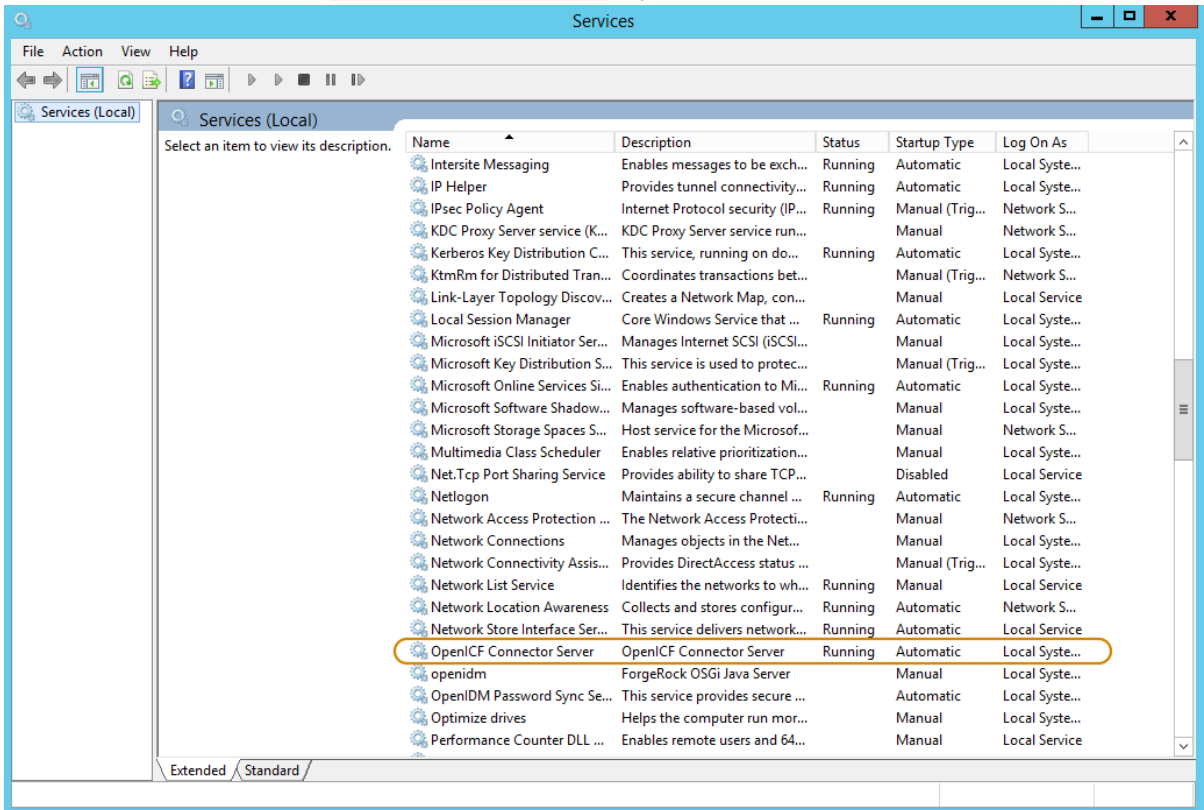 Services
File Action View Help
Services (Local)
Services (Local)
Select an item to view its description.
Name Description Status Startup Type Log On As
Intersite Messaging Enables messages to be exch... Running Automatic Local Syste...
IP Helper Provides tunnel connectivity... Running Automatic Local Syste...
IPsec Policy Agent Internet Protocol security (IP... Running Manual (Trig... Network S...
KDC Proxy Server service (K... KDC Proxy Server service run... Manual Network S...
Kerberos Key Distribution C... This service, running on do... Running Automatic Local Syste...
KtmRm for Distributed Tran... Coordinates transactions bet... Manual (Trig... Network S...
Link-Layer Topology Discov... Creates a Network Map, con... Manual Local Service
Local Session Manager Core Windows Service that ... Running Automatic Local Syste...
Microsoft iSCSI Initiator Ser... Manages Internet SCSI (iSCSI... Manual Local Syste...
Microsoft Key Distribution S... This service is used to protec... Manual (Trig... Local Syste...
Microsoft Online Services Si... Enables authentication to Mi... Running Automatic Local Syste...
Microsoft Software Shadow... Manages software-based vol... Manual Local Syste...
Microsoft Storage Spaces S... Host service for the Microsof... Manual Network S...
Multimedia Class Scheduler Enables relative prioritization... Manual Local Syste...
Net.Tcp Port Sharing Service Provides ability to share TCP... Disabled Local Service
Netlogon Maintains a secure channel ... Running Automatic Local Syste...
Network Access Protection ... The Network Access Protecti... Manual Network S...
Network Connections Manages objects in the Net... Manual Local Syste...
Network Connectivity Assis... Provides DirectAccess status ... Manual (Trig... Local Syste...
Network List Service Identifies the networks to wh... Running Manual Local Service
Network Location Awareness Collects and stores configur... Running Automatic Network S...
Network Store Interface Ser... This service delivers network... Running Automatic Local Service
OpenICF Connector Server OpenICF Connector Server Running Automatic Local Syste...
openidm ForgeRock OSGi Java Server Manual Local Syste...
OpenIDM Password Sync Se... This service provides secure ... Automatic Local Syste...
Optimize drives Helps the computer run mor... Manual Local Syste...
Performance Counter DLL ... Enables remote users and 64... Manual Local Service
Extended Standard